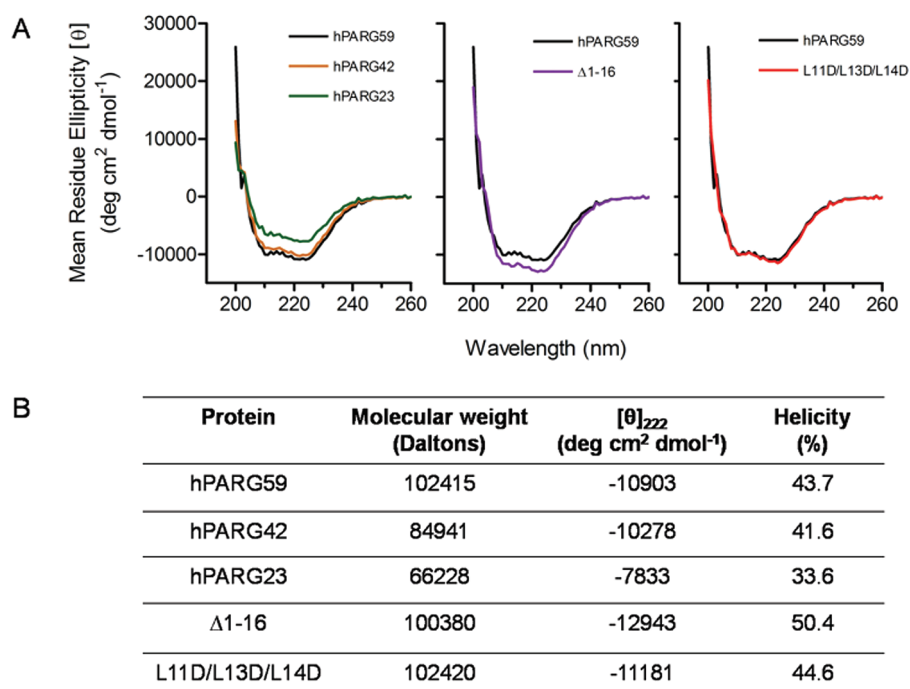 A
Mean Residue Ellipticity [θ]
(deg cm² dmol⁻¹)
30000
20000
10000
0
-10000
hPARG59
hPARG42
hPARG23
200 220 240 260
hPARG59
Δ1-16
200 220 240 260
hPARG59
L11D/L13D/L14D
200 220 240 260
Wavelength (nm)
B
Protein Molecular weight [θ]₂₂₂ Helicity
(Daltons) (deg cm² dmol⁻¹) (%)
hPARG59 102415 -10903 43.7
hPARG42 84941 -10278 41.6
hPARG23 66228 -7833 33.6
Δ1-16 100380 -12943 50.4
L11D/L13D/L14D 102420 -11181 44.6